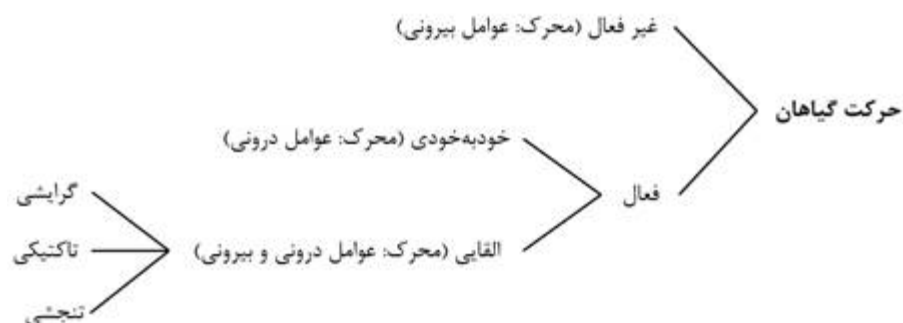 غیر فعال (محرک: عوامل بیرونی)
حرکت گیاهان
خودبه‌خودی (محرک: عوامل درونی)
فعال
گرایشی
القایی (محرک: عوامل درونی و بیرونی)
تاکتیکی
تنجشی